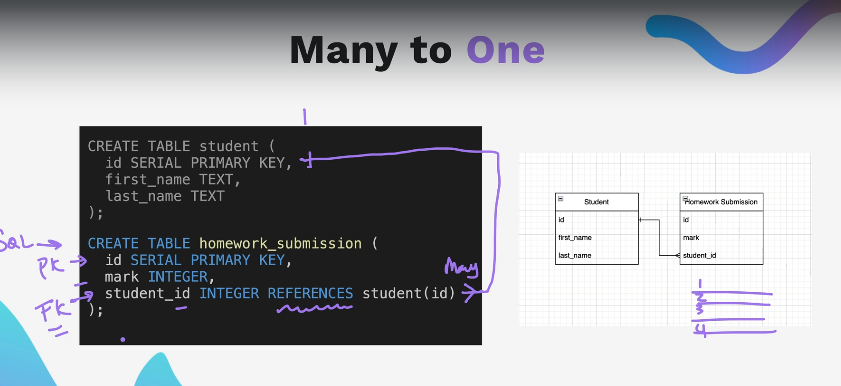 Many to One
1
CREATE TABLE student (
id SERIAL PRIMARY KEY,
first_name TEXT,
last_name TEXT
);
SQL
CREATE TABLE homework_submission (
PK
id SERIAL PRIMARY KEY,
Many
mark INTEGER,
FK
student_id INTEGER REFERENCES student(id)
);
Student
id
first_name
last_name
Homework Submission
id
mark
student_id
1
2
3
4